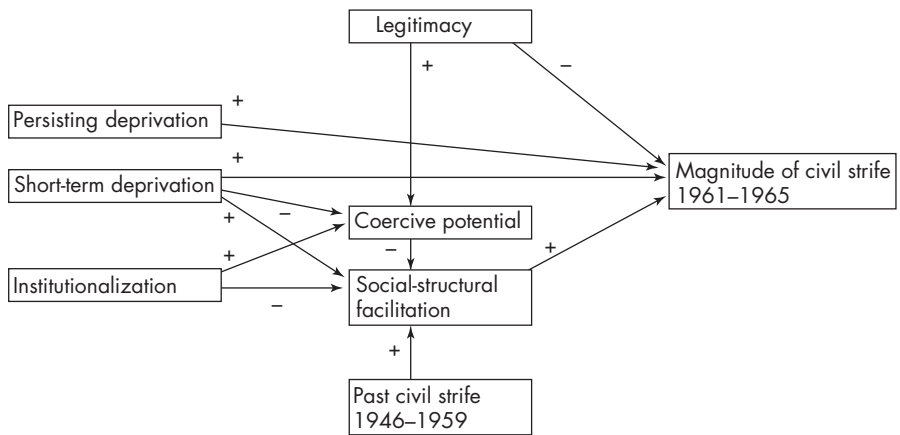 Legitimacy
+
–
Persisting deprivation
+
Short-term deprivation
+
–
+
Magnitude of civil strife
1961–1965
Coercive potential
–
+
Institutionalization
+
–
Social-structural
facilitation
+
Past civil strife
1946–1959